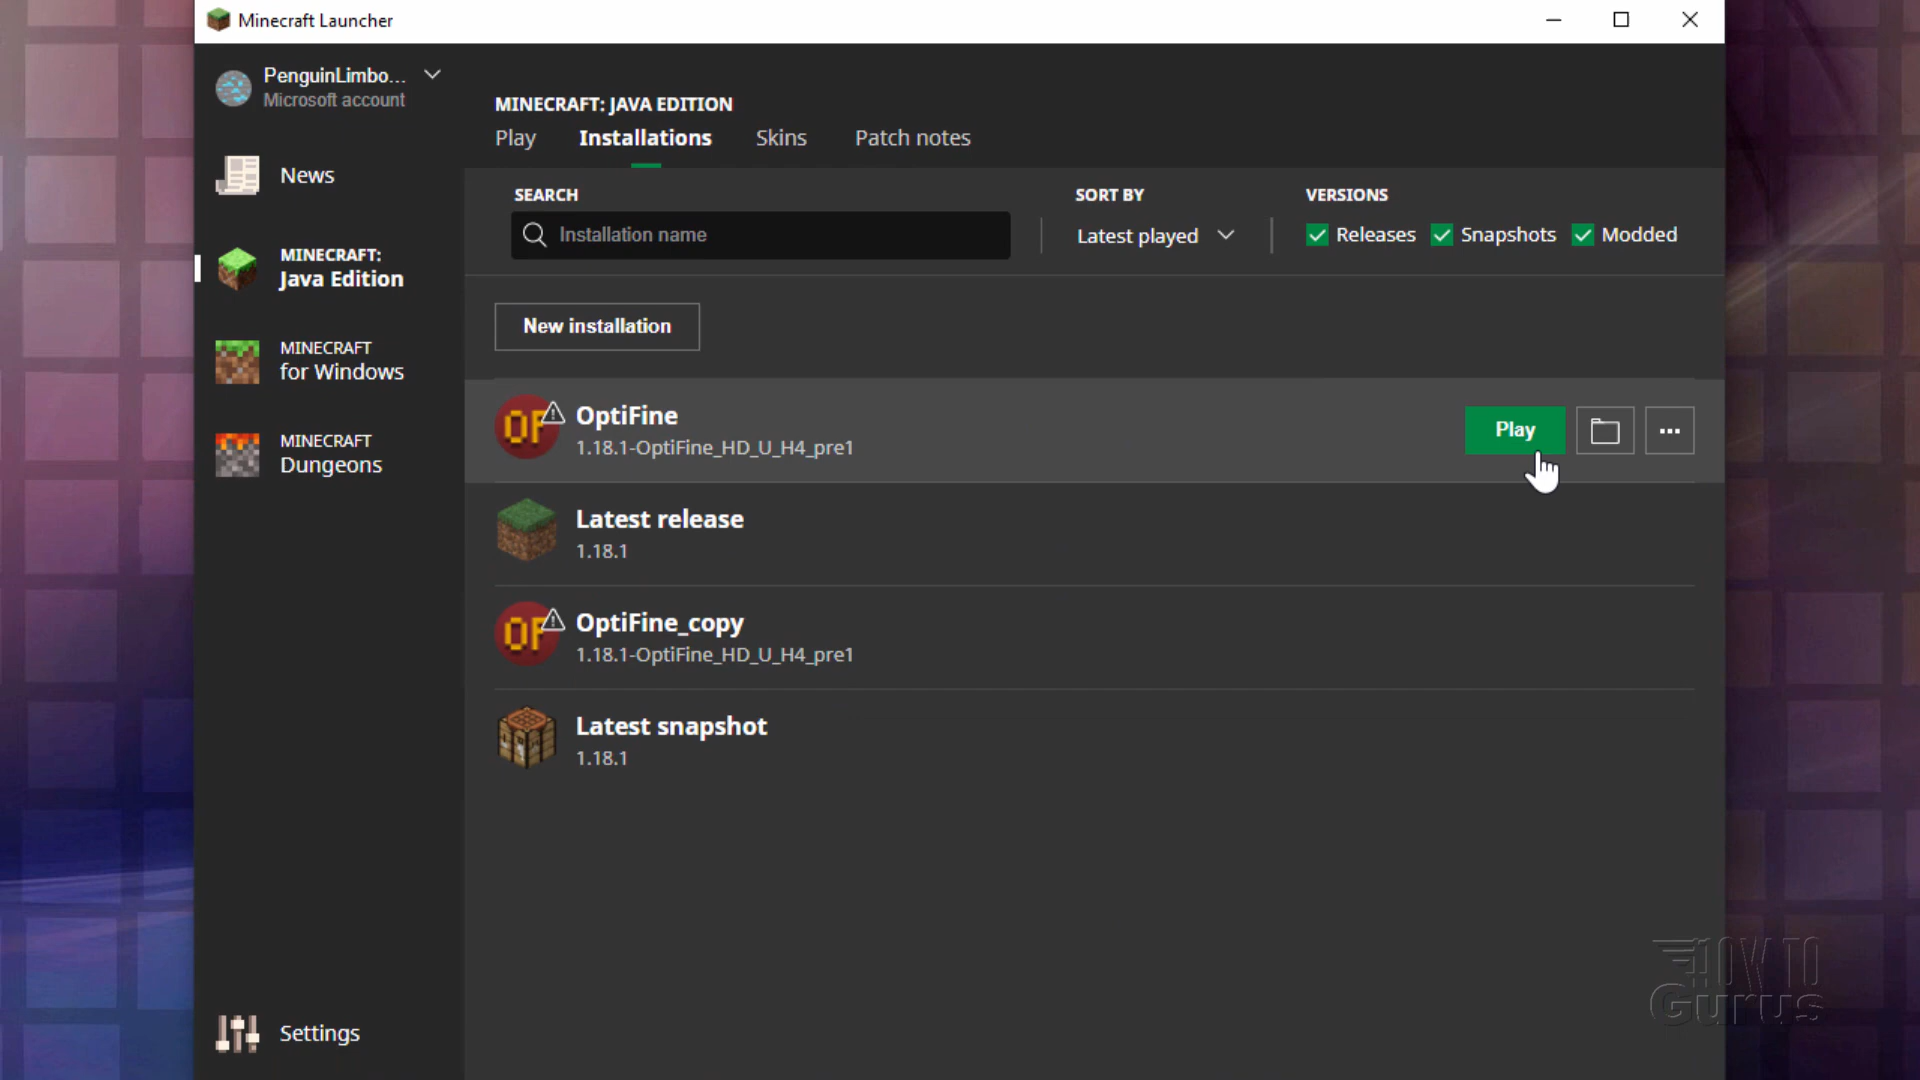 Minecraft Launcher
PenguinLimbo...
Microsoft account
News
MINECRAFT:
Java Edition
MINECRAFT
for Windows
MINECRAFT
Dungeons
Settings
MINECRAFT: JAVA EDITION
Play Installations Skins Patch notes
SEARCH
Installation name
SORT BY
Latest played
VERSIONS
Releases Snapshots Modded
New installation
OF
OptiFine
1.18.1-OptiFine_HD_U_H4_pre1
Play
...
Latest release
1.18.1
OF
OptiFine_copy
1.18.1-OptiFine_HD_U_H4_pre1
Latest snapshot
1.18.1
HOW TO
Gurus